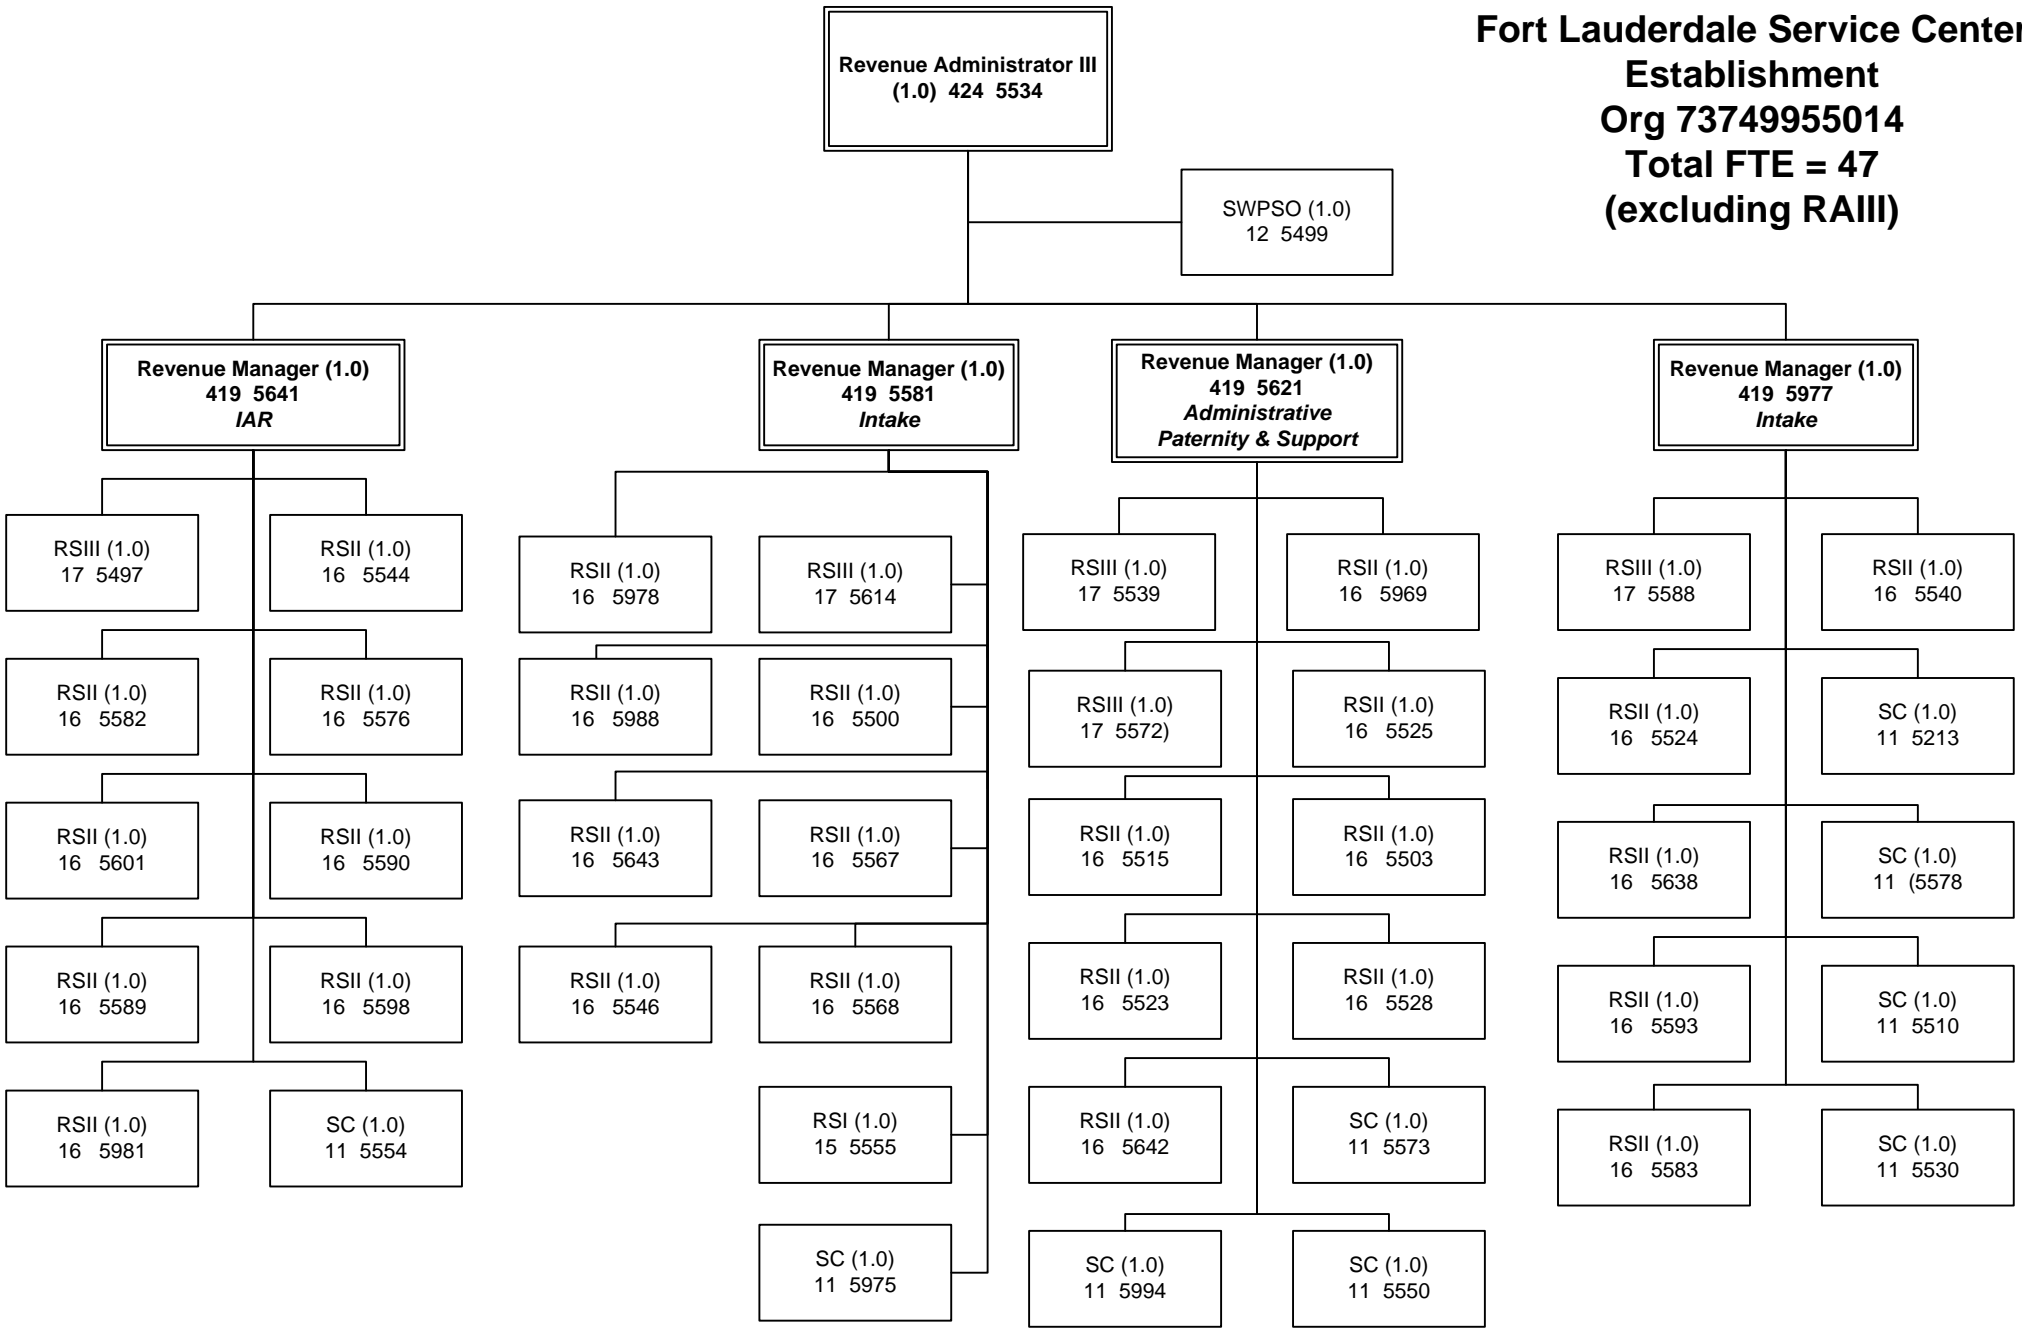 Fort Lauderdale Service Center
Establishment
Org 73749955014
Total FTE = 47
(excluding RAIII)
Revenue Administrator III
(1.0) 424 5534
SWPSO (1.0)
12 5499
Revenue Manager (1.0)
419 5641
IAR
Revenue Manager (1.0)
419 5581
Intake
Revenue Manager (1.0)
419 5621
Administrative
Paternity & Support
Revenue Manager (1.0)
419 5977
Intake
RSIII (1.0)
17 5497
RSII (1.0)
16 5544
RSII (1.0)
16 5582
RSII (1.0)
16 5576
RSII (1.0)
16 5601
RSII (1.0)
16 5590
RSII (1.0)
16 5589
RSII (1.0)
16 5598
RSII (1.0)
16 5981
SC (1.0)
11 5554
RSII (1.0)
16 5978
RSIII (1.0)
17 5614
RSII (1.0)
16 5988
RSII (1.0)
16 5500
RSII (1.0)
16 5643
RSII (1.0)
16 5567
RSII (1.0)
16 5546
RSII (1.0)
16 5568
RSI (1.0)
15 5555
SC (1.0)
11 5975
RSIII (1.0)
17 5539
RSII (1.0)
16 5969
RSIII (1.0)
17 5572)
RSII (1.0)
16 5525
RSII (1.0)
16 5515
RSII (1.0)
16 5503
RSII (1.0)
16 5523
RSII (1.0)
16 5528
RSII (1.0)
16 5642
SC (1.0)
11 5573
SC (1.0)
11 5994
SC (1.0)
11 5550
RSIII (1.0)
17 5588
RSII (1.0)
16 5540
RSII (1.0)
16 5524
SC (1.0)
11 5213
RSII (1.0)
16 5638
SC (1.0)
11 (5578
RSII (1.0)
16 5593
SC (1.0)
11 5510
RSII (1.0)
16 5583
SC (1.0)
11 5530